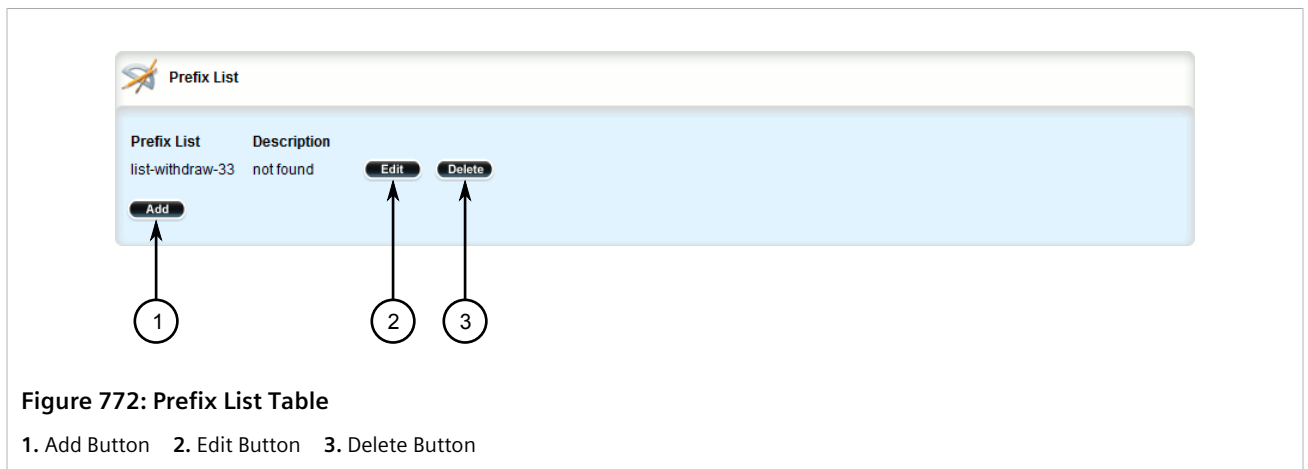 Prefix List
Prefix List Description
list-withdraw-33 not found Edit Delete
Add
1 2 3
Figure 772: Prefix List Table
1. Add Button 2. Edit Button 3. Delete Button